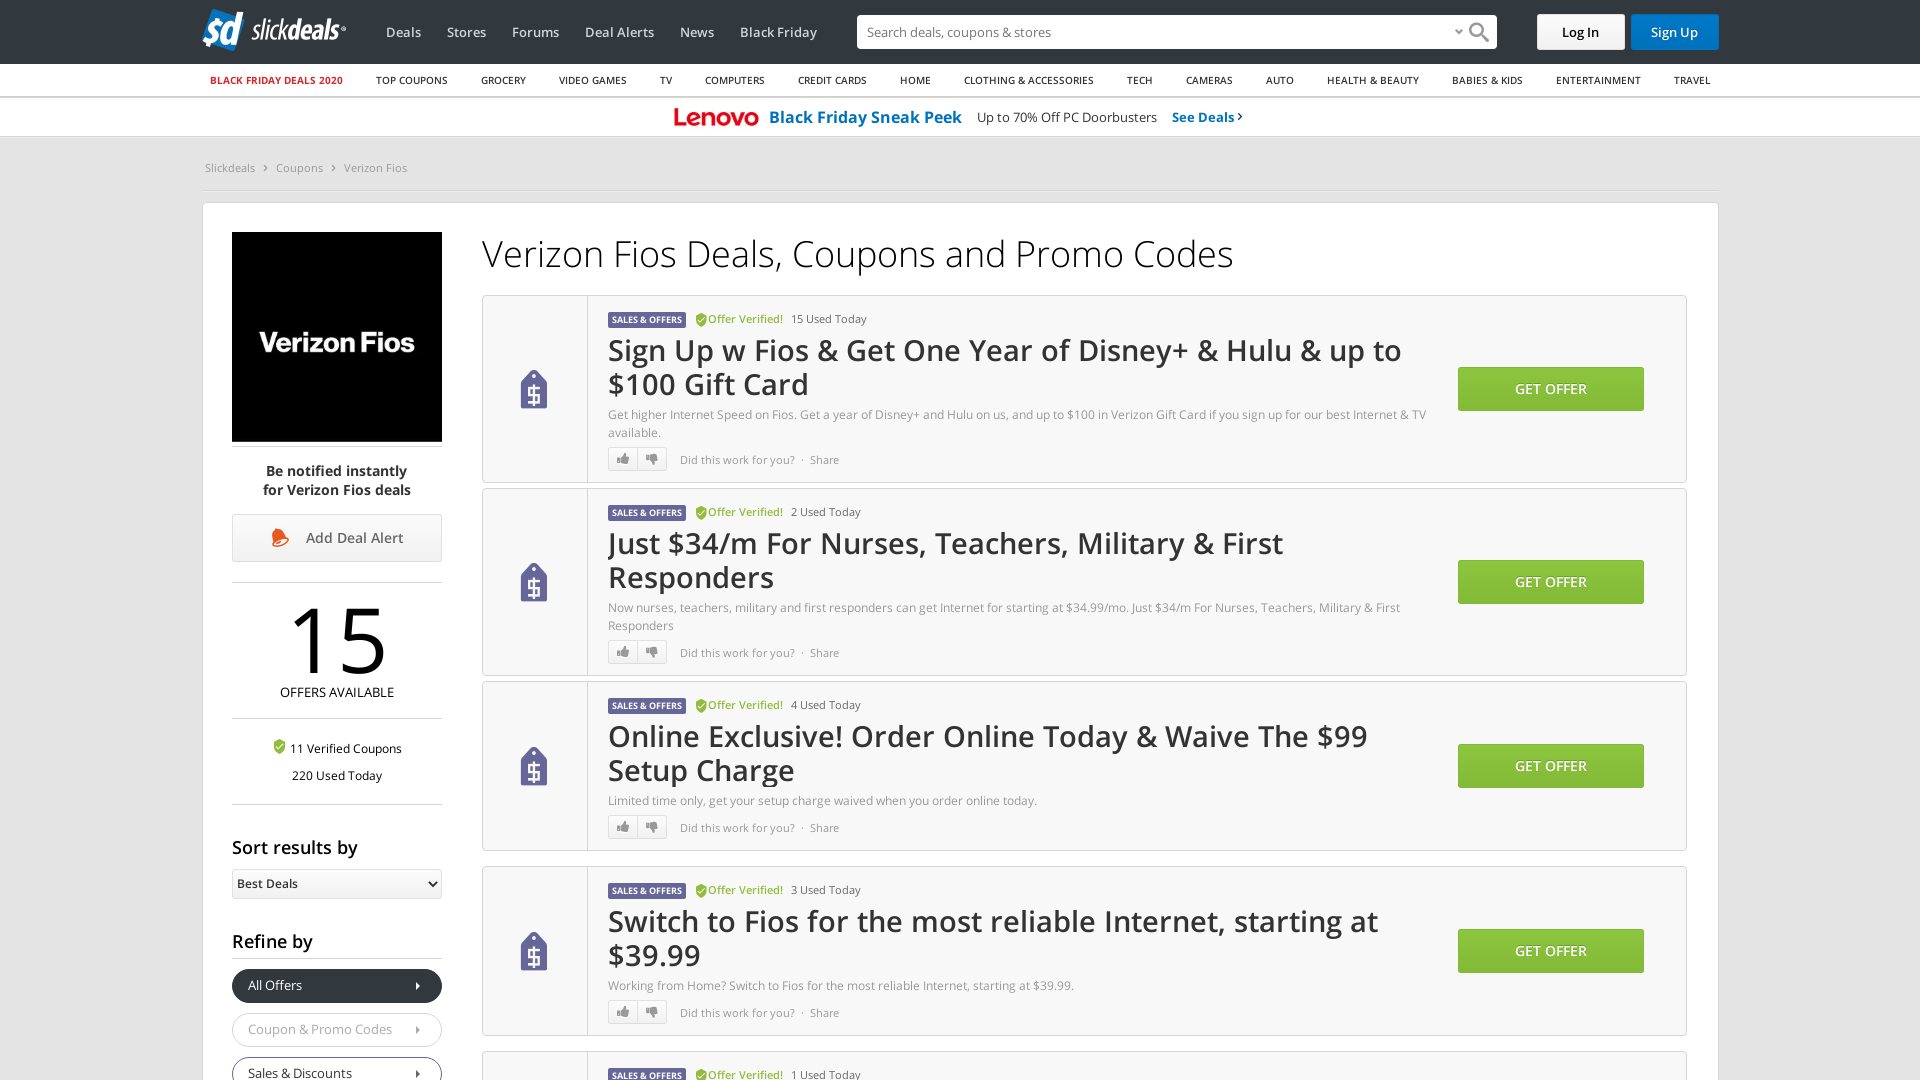 sd slickdeals
Deals Stores Forums Deal Alerts News Black Friday
Search deals, coupons & stores
Log In
Sign Up
BLACK FRIDAY DEALS 2020 TOP COUPONS GROCERY VIDEO GAMES TV COMPUTERS CREDIT CARDS HOME CLOTHING & ACCESSORIES TECH CAMERAS AUTO HEALTH & BEAUTY BABIES & KIDS ENTERTAINMENT TRAVEL
Lenovo Black Friday Sneak Peek Up to 70% Off PC Doorbusters See Deals
Slickdeals Coupons Verizon Fios
Verizon Fios
Be notified instantly
for Verizon Fios deals
Add Deal Alert
15
OFFERS AVAILABLE
11 Verified Coupons
220 Used Today
Sort results by
Best Deals
Refine by
All Offers
Coupon & Promo Codes
Sales & Discounts
Verizon Fios Deals, Coupons and Promo Codes
SALES & OFFERS Offer Verified! 15 Used Today
Sign Up w Fios & Get One Year of Disney+ & Hulu & up to
$100 Gift Card
Get higher Internet Speed on Fios. Get a year of Disney+ and Hulu on us, and up to $100 in Verizon Gift Card if you sign up for our best Internet & TV
available.
Did this work for you? · Share
GET OFFER
SALES & OFFERS Offer Verified! 2 Used Today
Just $34/m For Nurses, Teachers, Military & First
Responders
Now nurses, teachers, military and first responders can get Internet for starting at $34.99/mo. Just $34/m For Nurses, Teachers, Military & First
Responders
Did this work for you? · Share
GET OFFER
SALES & OFFERS Offer Verified! 4 Used Today
Online Exclusive! Order Online Today & Waive The $99
Setup Charge
Limited time only, get your setup charge waived when you order online today.
Did this work for you? · Share
GET OFFER
SALES & OFFERS Offer Verified! 3 Used Today
Switch to Fios for the most reliable Internet, starting at
$39.99
Working from Home? Switch to Fios for the most reliable Internet, starting at $39.99.
Did this work for you? · Share
GET OFFER
SALES & OFFERS Offer Verified! 1 Used Today